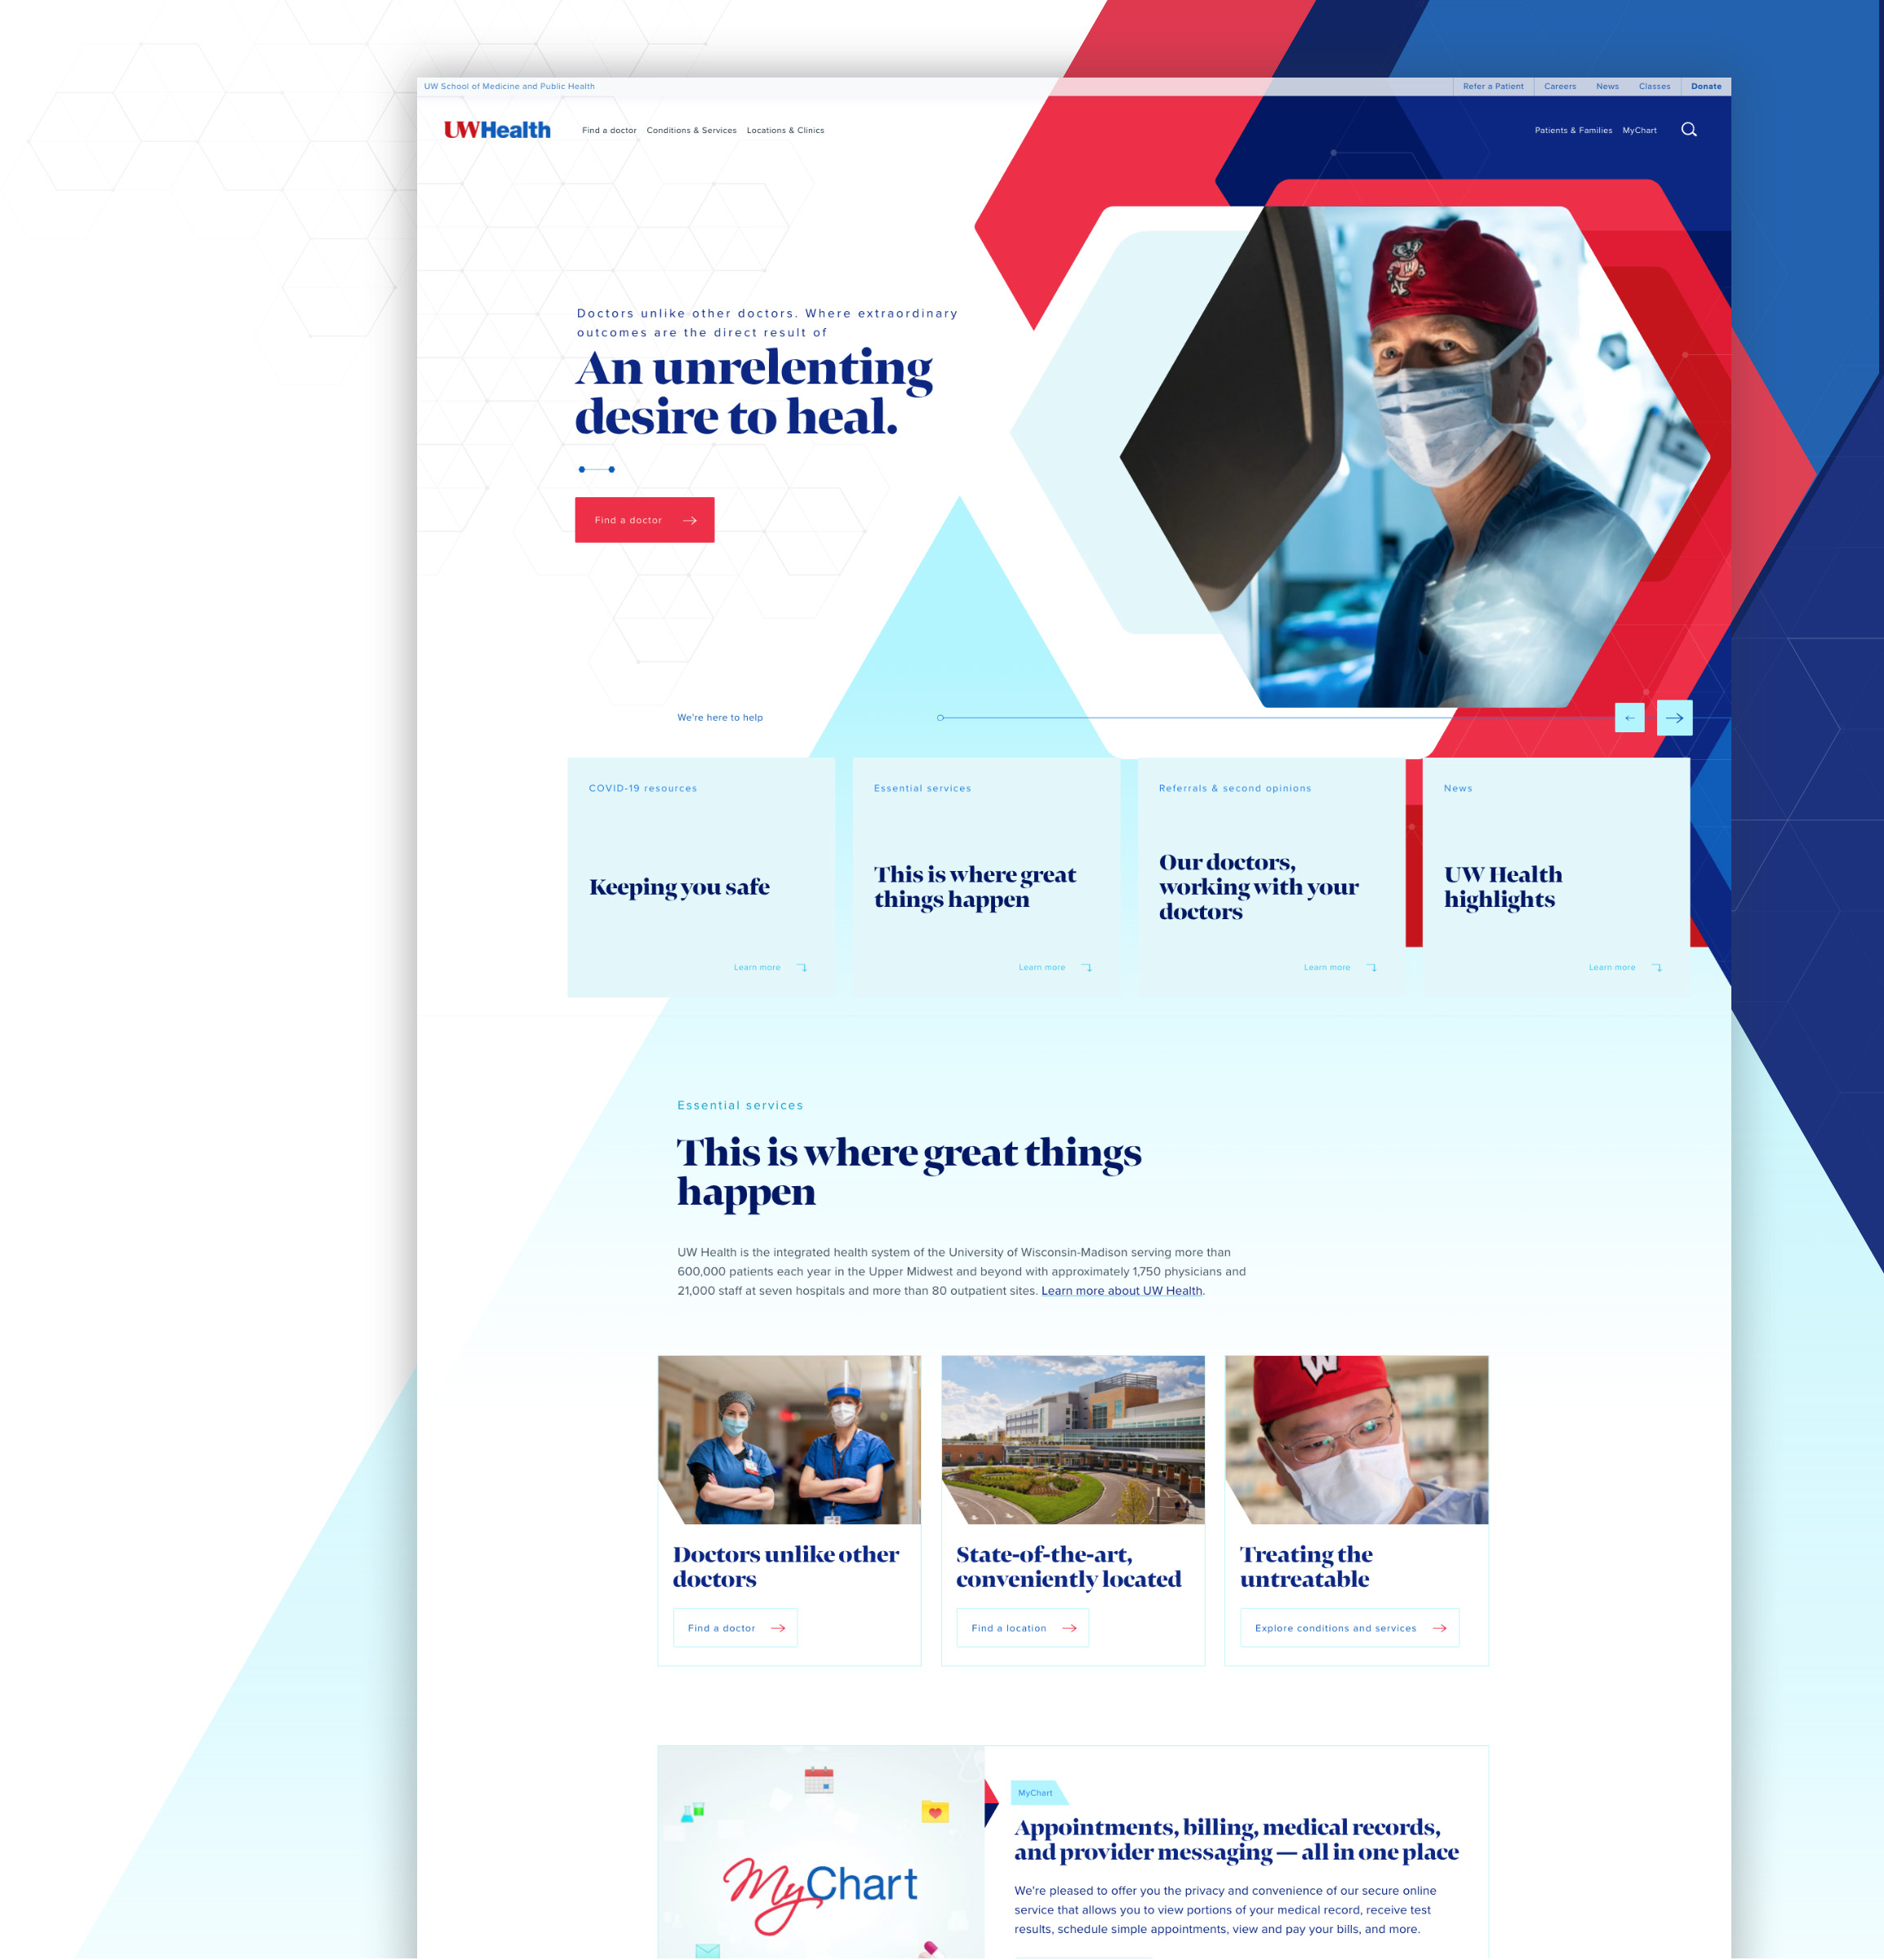 UW School of Medicine and Public Health
Refer a Patient
Careers
News
Classes
Donate
UWHealth
Find a doctor
Conditions & Services
Locations & Clinics
Patients & Families
MyChart
Doctors unlike other doctors. Where extraordinary
outcomes are the direct result of
An unrelenting
desire to heal.
Find a doctor
We're here to help
COVID-19 resources
Keeping you safe
Learn more
Essential services
This is where great
things happen
Learn more
Referrals & second opinions
Our doctors,
working with your
doctors
Learn more
News
UW Health
highlights
Learn more
Essential services
This is where great things
happen
UW Health is the integrated health system of the University of Wisconsin-Madison serving more than
600,000 patients each year in the Upper Midwest and beyond with approximately 1,750 physicians and
21,000 staff at seven hospitals and more than 80 outpatient sites. Learn more about UW Health.
W
Doctors unlike other
doctors
Find a doctor
State-of-the-art,
conveniently located
Find a location
Treating the
untreatable
Explore conditions and services
MyChart
MyChart
Appointments, billing, medical records,
and provider messaging — all in one place
We're pleased to offer you the privacy and convenience of our secure online
service that allows you to view portions of your medical record, receive test
results, schedule simple appointments, view and pay your bills, and more.